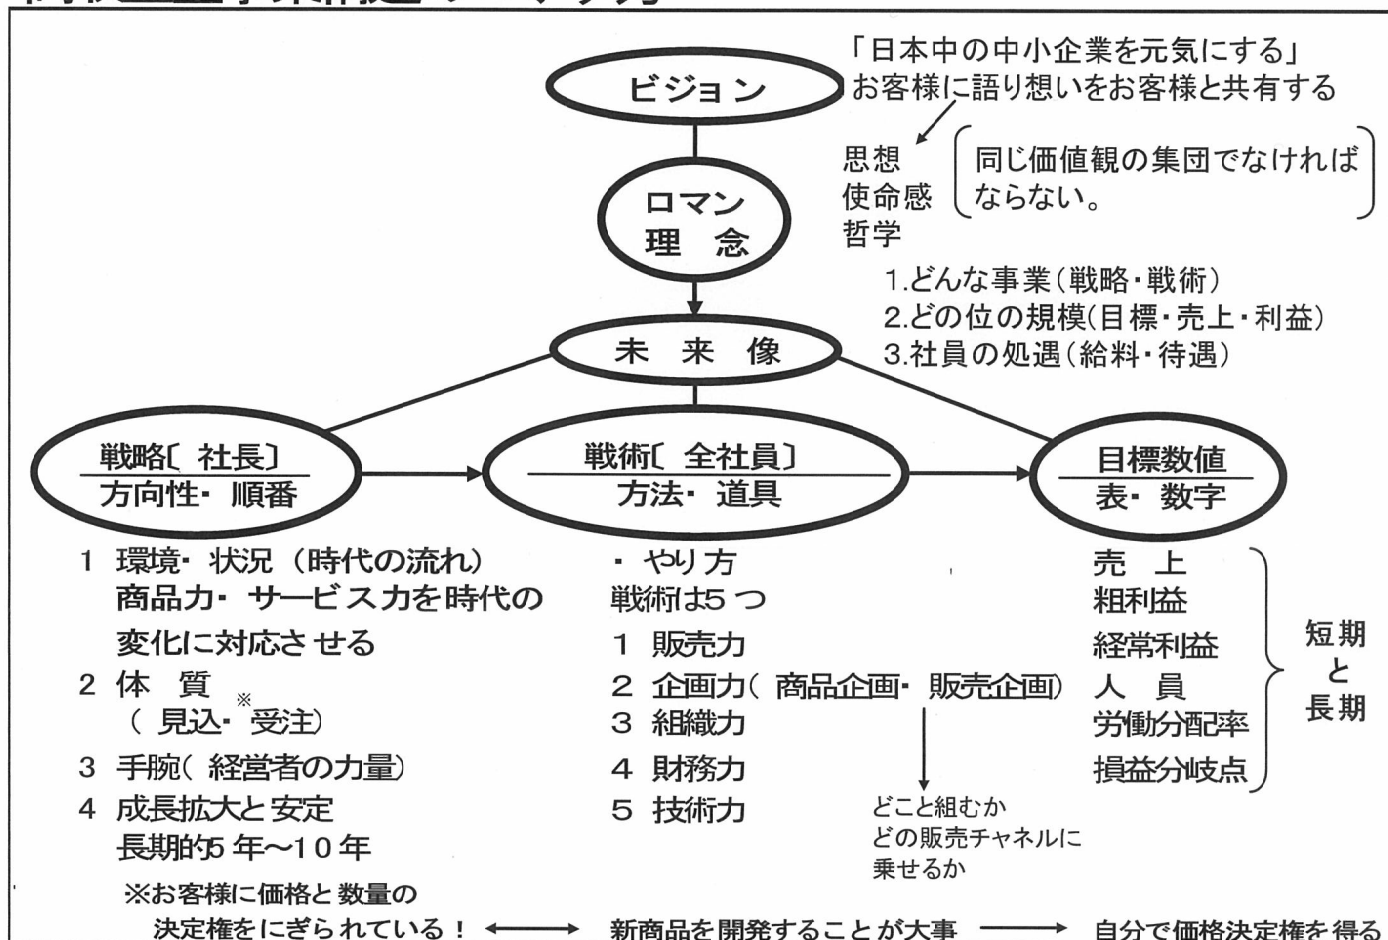 ビジョン
「日本中の中小企業を元気にする」
お客様に語り想いをお客様と共有する
思想
使命感
哲学
同じ価値観の集団でなければ
ならない。
ロマン
理 念
1.どんな事業(戦略・戦術)
2.どの位の規模(目標・売上・利益)
3.社員の処遇(給料・待遇)
未 来 像
戦略〔 社長〕
方向性・ 順番
戦術〔 全社員〕
方法・ 道具
目標数値
表・ 数字
1 環境・ 状況 (時代の流れ)
商品力・ サービス力を時代の
変化に対応させる
2 体 質
( 見込・※受注)
3 手腕( 経営者の力量)
4 成長拡大と安定
長期的5年~10年
・ やり方
戦術は5つ
1 販売力
2 企画力( 商品企画・ 販売企画)
3 組織力
4 財務力
5 技術力
どこと組むか
どの販売チャネルに
乗せるか
売 上
粗利益
経常利益
人 員
労働分配率
損益分岐点
短期
と
長期
※お客様に価格と数量の
決定権をにぎられている!
新商品を開発することが大事
自分で価格決定権を得る